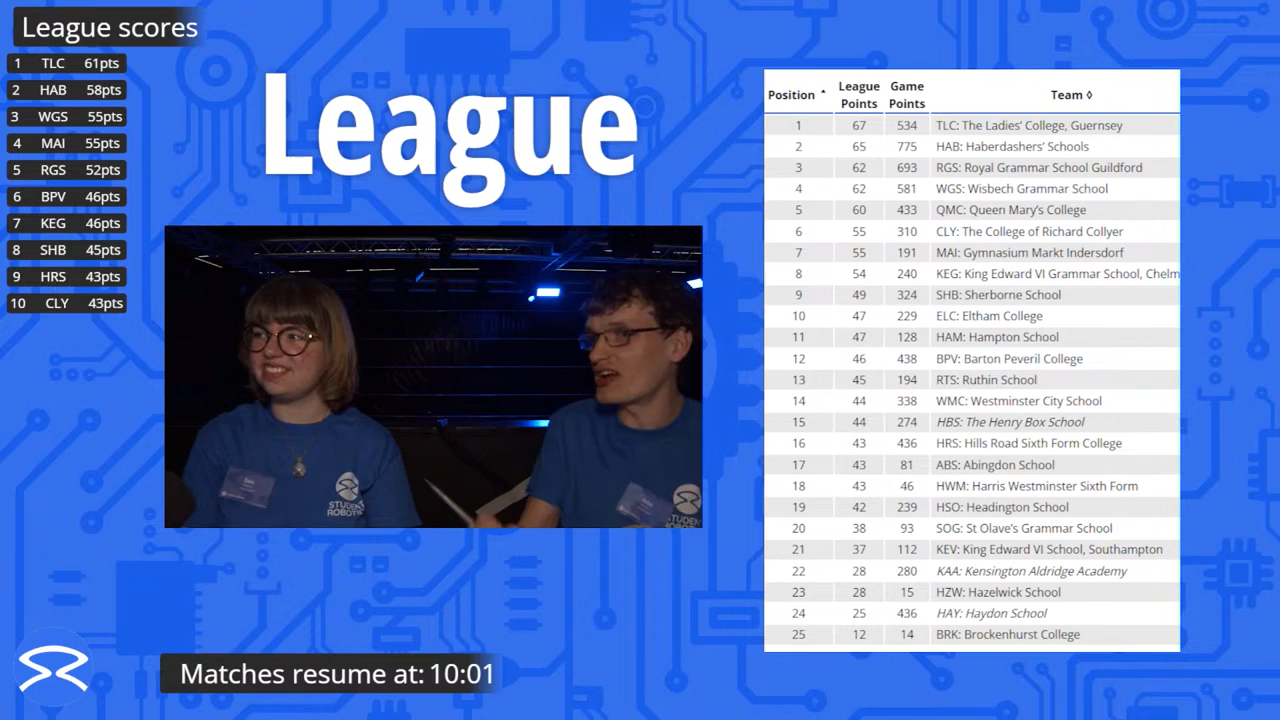 League scores
1 TLC 61pts
2 HAB 58pts
3 WGS 55pts
4 MAI 55pts
5 RGS 52pts
6 BPV 46pts
7 KEG 46pts
8 SHB 45pts
9 HRS 43pts
10 CLY 43pts
League
STUDENT
ROBOTIC
STUDEN
Position League Points Game Points Team ◊
1 67 534 TLC: The Ladies’ College, Guernsey
2 65 775 HAB: Haberdashers’ Schools
3 62 693 RGS: Royal Grammar School Guildford
4 62 581 WGS: Wisbech Grammar School
5 60 433 QMC: Queen Mary’s College
6 55 310 CLY: The College of Richard Collyer
7 55 191 MAI: Gymnasium Markt Indersdorf
8 54 240 KEG: King Edward VI Grammar School, Chelm
9 49 324 SHB: Sherborne School
10 47 229 ELC: Eltham College
11 47 128 HAM: Hampton School
12 46 438 BPV: Barton Peveril College
13 45 194 RTS: Ruthin School
14 44 338 WMC: Westminster City School
15 44 274 HBS: The Henry Box School
16 43 436 HRS: Hills Road Sixth Form College
17 43 81 ABS: Abingdon School
18 43 46 HWM: Harris Westminster Sixth Form
19 42 239 HSO: Headington School
20 38 93 SOG: St Olave’s Grammar School
21 37 112 KEV: King Edward VI School, Southampton
22 28 280 KAA: Kensington Aldridge Academy
23 28 15 HZW: Hazelwick School
24 25 436 HAY: Haydon School
25 12 14 BRK: Brockenhurst College
Matches resume at: 10:01